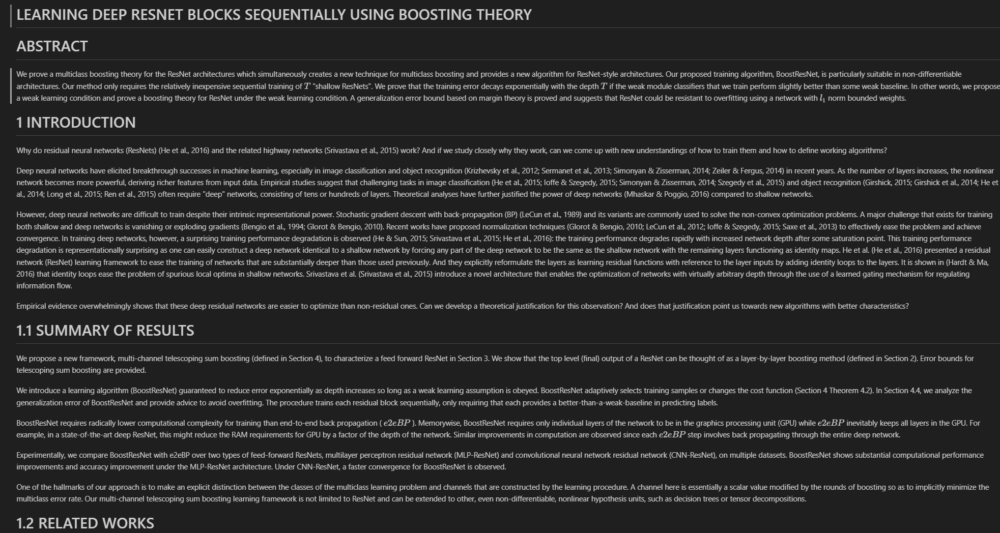 LEARNING DEEP RESNET BLOCKS SEQUENTIALLY USING BOOSTING THEORY
ABSTRACT
We prove a multiclass boosting theory for the ResNet architectures which simultaneously creates a new technique for multiclass boosting and provides a new algorithm for ResNet-style architectures. Our proposed training algorithm, BoostResNet, is particularly suitable in non-differentiable
architectures. Our method only requires the relatively inexpensive sequential training of T "shallow ResNets". We prove that the training error decays exponentially with the depth T if the weak module classifiers that we train perform slightly better than some weak baseline. In other words, we propose
a weak learning condition and prove a boosting theory for ResNet under the weak learning condition. A generalization error bound based on margin theory is proved and suggests that ResNet could be resistant to overfitting using a network with l₁ norm bounded weights.
1 INTRODUCTION
Why do residual neural networks (ResNets) (He et al., 2016) and the related highway networks (Srivastava et al., 2015) work? And if we study closely why they work, can we come up with new understandings of how to train them and how to define working algorithms?
Deep neural networks have elicited breakthrough successes in machine learning, especially in image classification and object recognition (Krizhevsky et al., 2012; Sermanet et al., 2013; Simonyan & Zisserman, 2014; Zeiler & Fergus, 2014) in recent years. As the number of layers increases, the nonlinear
network becomes more powerful, deriving richer features from input data. Empirical studies suggest that challenging tasks in image classification (He et al., 2015; Ioffe & Szegedy, 2015; Simonyan & Zisserman, 2014; Szegedy et al., 2015) and object recognition (Girshick, 2015; Girshick et al., 2014; He et
al., 2014; Long et al., 2015; Ren et al., 2015) often require "deep" networks, consisting of tens or hundreds of layers. Theoretical analyses have further justified the power of deep networks (Mhaskar & Poggio, 2016) compared to shallow networks.
However, deep neural networks are difficult to train despite their intrinsic representational power. Stochastic gradient descent with back-propagation (BP) (LeCun et al., 1989) and its variants are commonly used to solve the non-convex optimization problems. A major challenge that exists for training
both shallow and deep networks is vanishing or exploding gradients (Bengio et al., 1994; Glorot & Bengio, 2010). Recent works have proposed normalization techniques (Glorot & Bengio, 2010; LeCun et al., 2012; Ioffe & Szegedy, 2015; Saxe et al., 2013) to effectively ease the problem and achieve
convergence. In training deep networks, however, a surprising training performance degradation is observed (He & Sun, 2015; Srivastava et al., 2015; He et al., 2016): the training performance degrades rapidly with increased network depth after some saturation point. This training performance
degradation is representationally surprising as one can easily construct a deep network identical to a shallow network by forcing any part of the deep network to be the same as the shallow network with the remaining layers functioning as identity maps. He et al. (He et al., 2016) presented a residual
network (ResNet) learning framework to ease the training of networks that are substantially deeper than those used previously. And they explicitly reformulate the layers as learning residual functions with reference to the layer inputs by adding identity loops to the layers. It is shown in (Hardt & Ma,
2016) that identity loops ease the problem of spurious local optima in shallow networks. Srivastava et al. (Srivastava et al., 2015) introduce a novel architecture that enables the optimization of networks with virtually arbitrary depth through the use of a learned gating mechanism for regulating
information flow.
Empirical evidence overwhelmingly shows that these deep residual networks are easier to optimize than non-residual ones. Can we develop a theoretical justification for this observation? And does that justification point us towards new algorithms with better characteristics?
1.1 SUMMARY OF RESULTS
We propose a new framework, multi-channel telescoping sum boosting (defined in Section 4), to characterize a feed forward ResNet in Section 3. We show that the top level (final) output of a ResNet can be thought of as a layer-by-layer boosting method (defined in Section 2). Error bounds for
telescoping sum boosting are provided.
We introduce a learning algorithm (BoostResNet) guaranteed to reduce error exponentially as depth increases so long as a weak learning assumption is obeyed. BoostResNet adaptively selects training samples or changes the cost function (Section 4 Theorem 4.2). In Section 4.4, we analyze the
generalization error of BoostResNet and provide advice to avoid overfitting. The procedure trains each residual block sequentially, only requiring that each provides a better-than-a-weak-baseline in predicting labels.
BoostResNet requires radically lower computational complexity for training than end-to-end back propagation ( e2eBP ). Memorywise, BoostResNet requires only individual layers of the network to be in the graphics processing unit (GPU) while e2eBP inevitably keeps all layers in the GPU. For
example, in a state-of-the-art deep ResNet, this might reduce the RAM requirements for GPU by a factor of the depth of the network. Similar improvements in computation are observed since each e2eBP step involves back propagating through the entire deep network.
Experimentally, we compare BoostResNet with e2eBP over two types of feed-forward ResNets, multilayer perceptron residual network (MLP-ResNet) and convolutional neural network residual network (CNN-ResNet), on multiple datasets. BoostResNet shows substantial computational performance
improvements and accuracy improvement under the MLP-ResNet architecture. Under CNN-ResNet, a faster convergence for BoostResNet is observed.
One of the hallmarks of our approach is to make an explicit distinction between the classes of the multiclass learning problem and channels that are constructed by the learning procedure. A channel here is essentially a scalar value modified by the rounds of boosting so as to implicitly minimize the
multiclass error rate. Our multi-channel telescoping sum boosting learning framework is not limited to ResNet and can be extended to other, even non-differentiable, nonlinear hypothesis units, such as decision trees or tensor decompositions.
1.2 RELATED WORKS